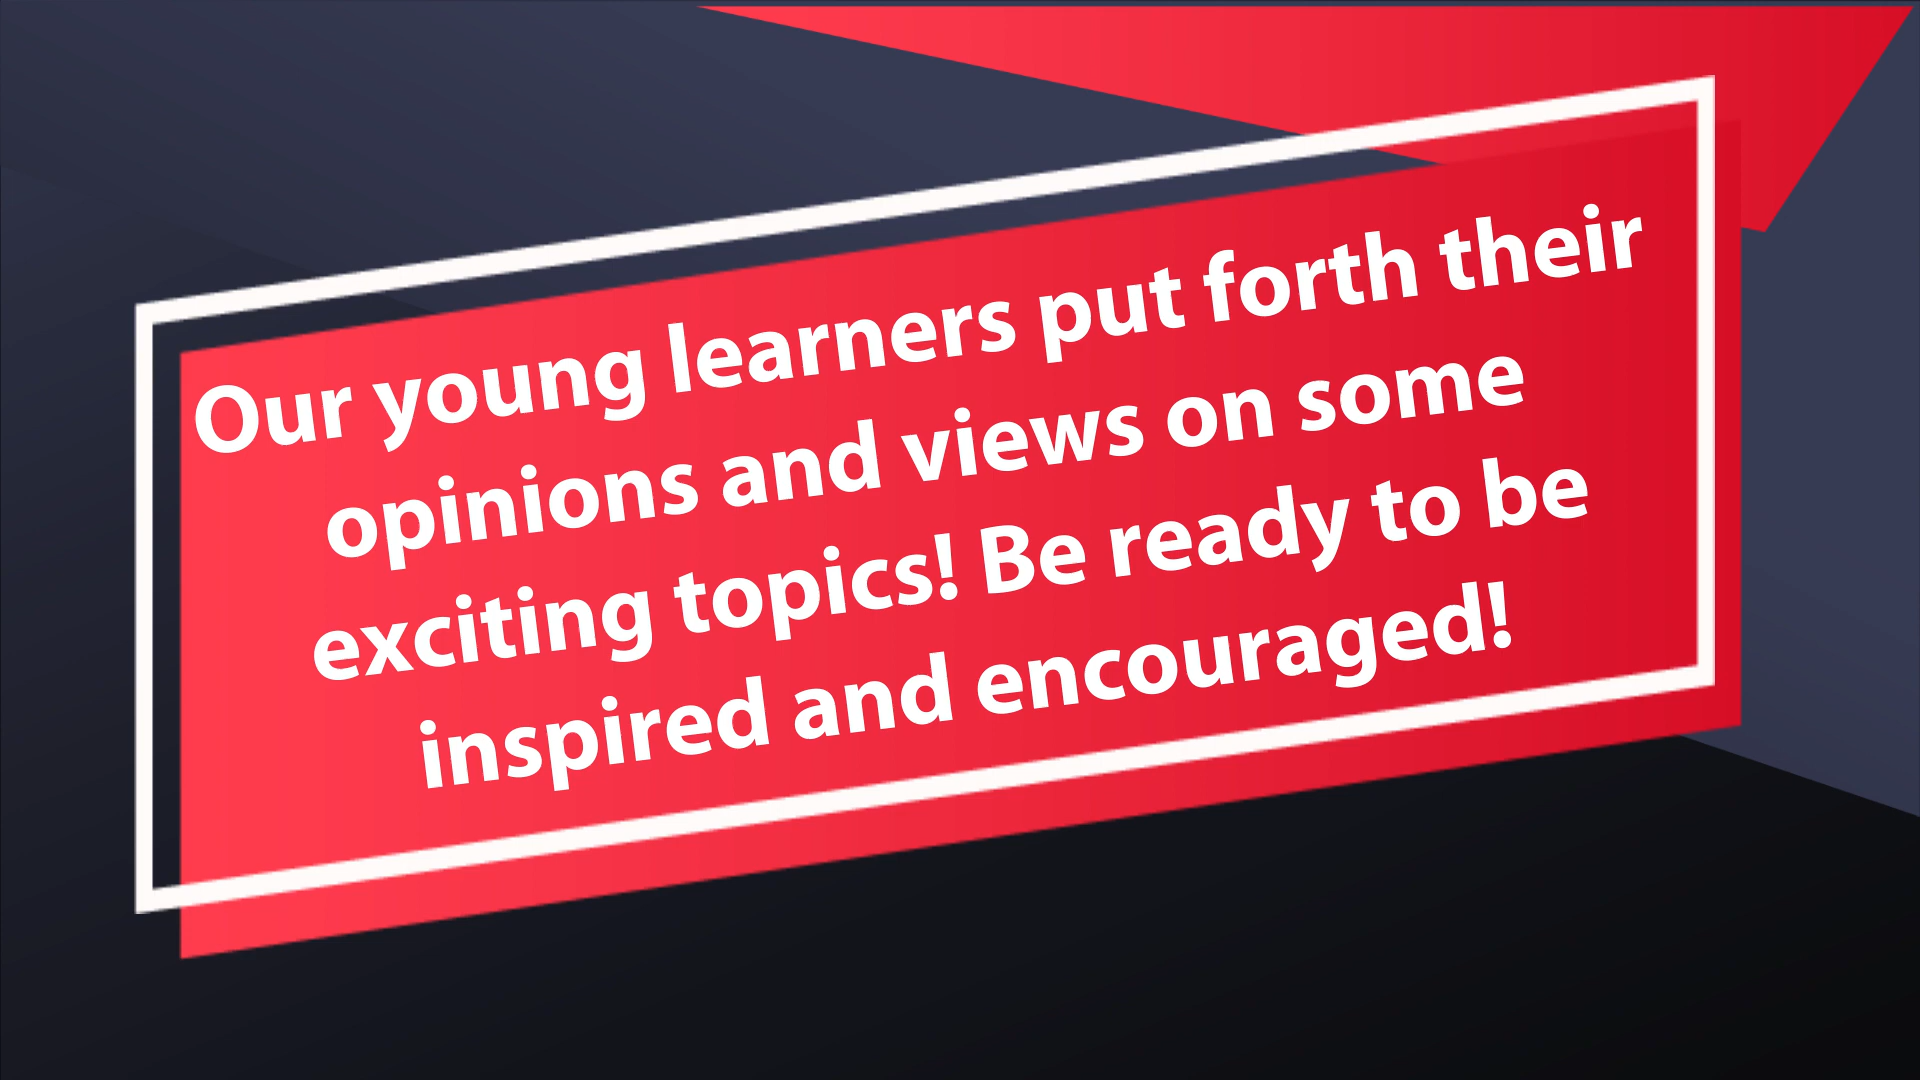 Our young learners put forth their
opinions and views on some
exciting topics! Be ready to be
inspired and encouraged!